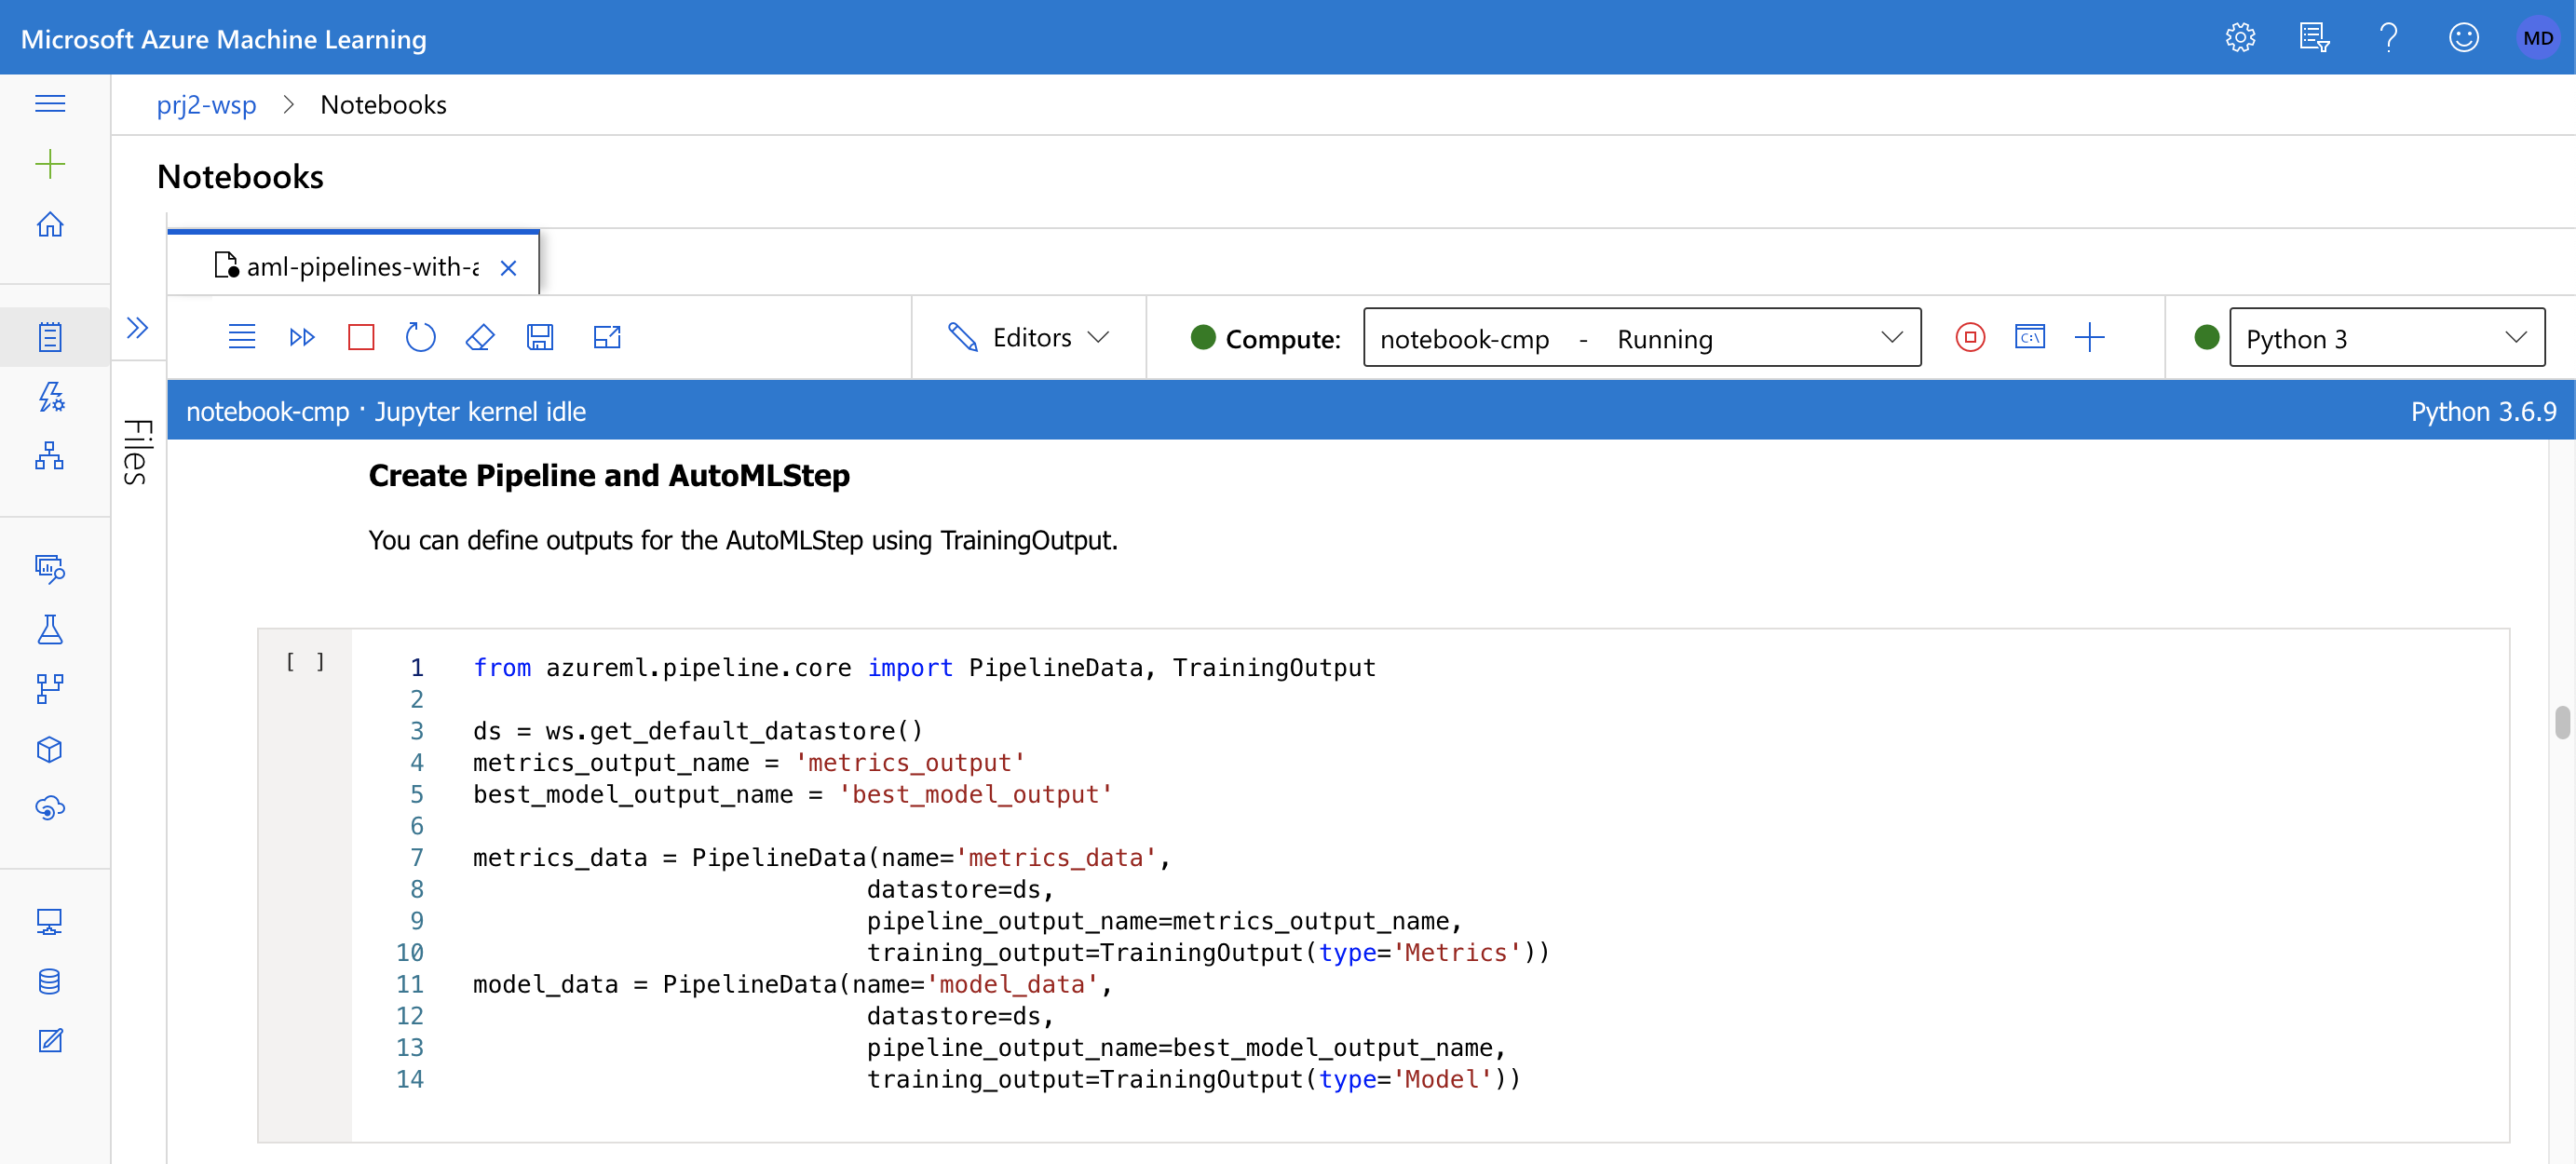 Microsoft Azure Machine Learning
MD
prj2-wsp > Notebooks
Notebooks
aml-pipelines-with-a
Editors
Compute:
notebook-cmp - Running
Python 3
notebook-cmp · Jupyter kernel idle
Python 3.6.9
Files
Create Pipeline and AutoMLStep
You can define outputs for the AutoMLStep using TrainingOutput.
[ ]
1 from azureml.pipeline.core import PipelineData, TrainingOutput
2
3 ds = ws.get_default_datastore()
4 metrics_output_name = 'metrics_output'
5 best_model_output_name = 'best_model_output'
6
7 metrics_data = PipelineData(name='metrics_data',
8 datastore=ds,
9 pipeline_output_name=metrics_output_name,
10 training_output=TrainingOutput(type='Metrics'))
11 model_data = PipelineData(name='model_data',
12 datastore=ds,
13 pipeline_output_name=best_model_output_name,
14 training_output=TrainingOutput(type='Model'))